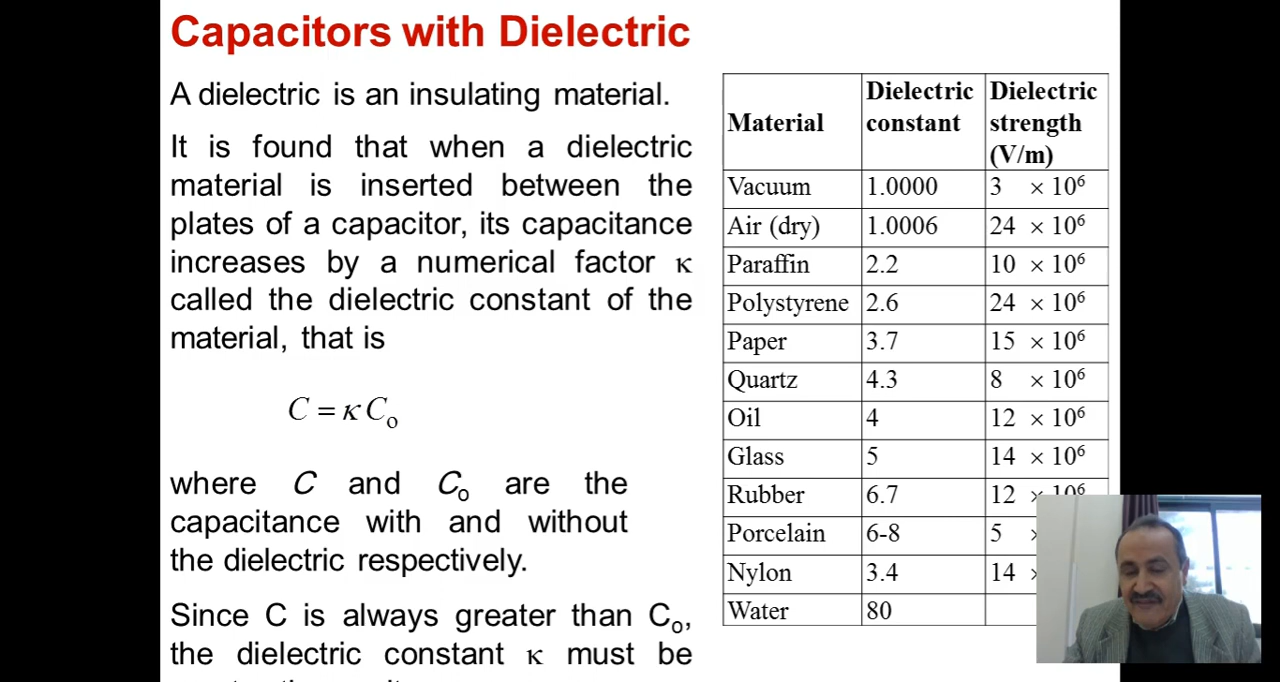 Capacitors with Dielectric
A dielectric is an insulating material.
It is found that when a dielectric
material is inserted between the
plates of a capacitor, its capacitance
increases by a numerical factor κ
called the dielectric constant of the
material, that is
C = κ C₀
where C and C₀ are the
capacitance with and without
the dielectric respectively.
Since C is always greater than C₀,
the dielectric constant κ must be
Material | Dielectric constant | Dielectric strength (V/m)
Vacuum 1.0000 3 × 10⁶
Air (dry) 1.0006 24 × 10⁶
Paraffin 2.2 10 × 10⁶
Polystyrene 2.6 24 × 10⁶
Paper 3.7 15 × 10⁶
Quartz 4.3 8 × 10⁶
Oil 4 12 × 10⁶
Glass 5 14 × 10⁶
Rubber 6.7 12 × 10⁶
Porcelain 6-8 5
Nylon 3.4 14
Water 80